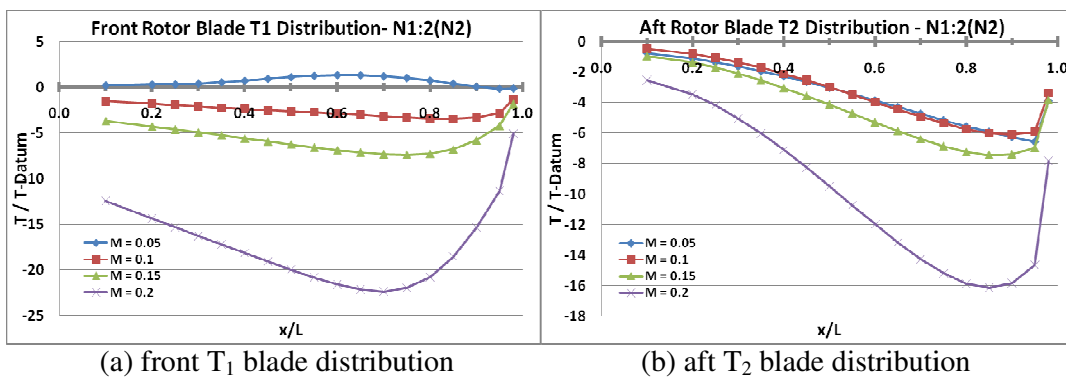 Front Rotor Blade T1 Distribution- N1:2(N2)
5
0
-5
-10
-15
-20
-25
0.0
0.2
0.4
0.6
0.8
1.0
T / T-Datum
x/L
M = 0.05
M = 0.1
M = 0.15
M = 0.2
(a) front T₁ blade distribution
Aft Rotor Blade T2 Distribution - N1:2(N2)
0
-2
-4
-6
-8
-10
-12
-14
-16
-18
0.0
0.2
0.4
0.6
0.8
1.0
T / T-Datum
x/L
M = 0.05
M = 0.1
M = 0.15
M = 0.2
(b) aft T₂ blade distribution